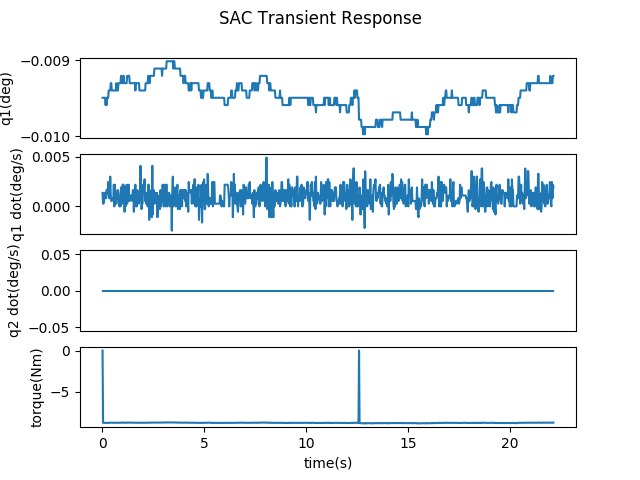 SAC Transient Response
−0.009
−0.010
q1(deg)
0.005
0.000
q1 dot(deg/s)
0.05
0.00
−0.05
q2 dot(deg/s)
0
−5
torque(Nm)
0 5 10 15 20
time(s)